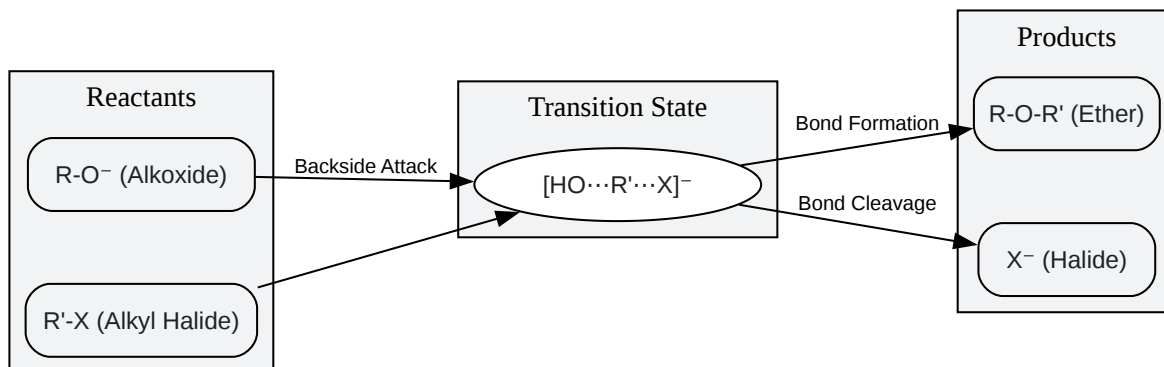 Reactants
R-O⁻ (Alkoxide)
R'-X (Alkyl Halide)
Backside Attack
Transition State
[HO⋯R'⋯X]⁻
Bond Formation
Bond Cleavage
Products
R-O-R' (Ether)
X⁻ (Halide)